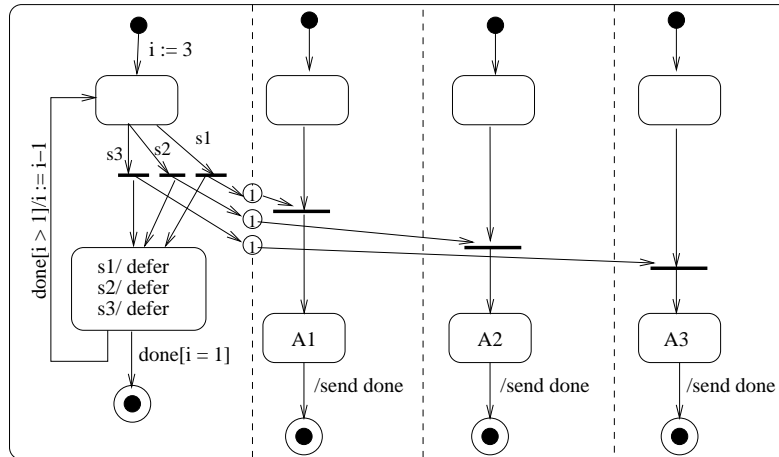 i := 3
s3
s2
s1
done[i > 1]/i := i−1
1
1
1
s1/ defer
s2/ defer
s3/ defer
done[i = 1]
A1
A2
A3
/send done
/send done
/send done